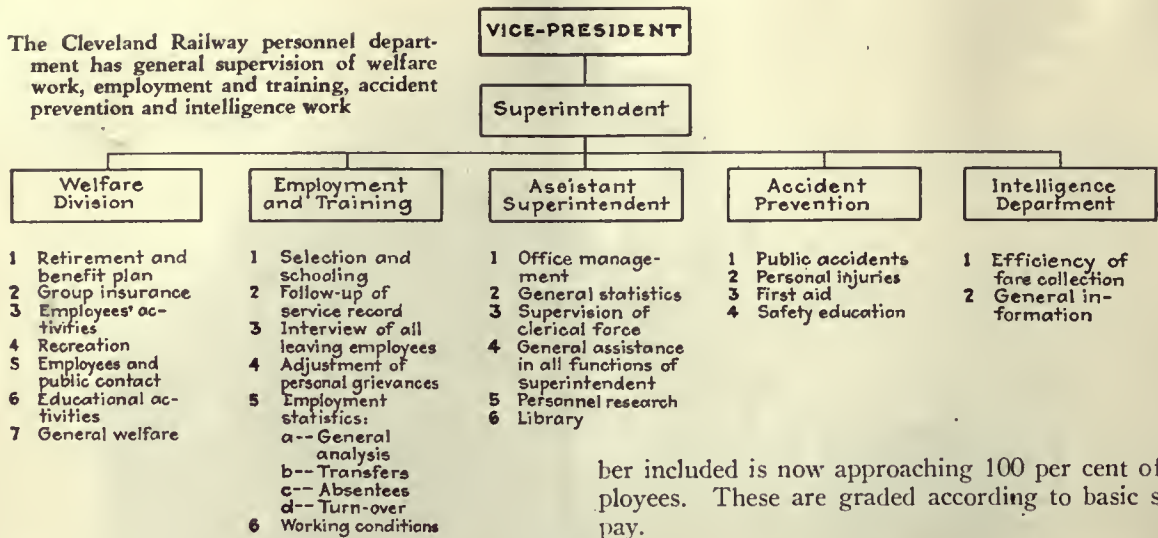 The Cleveland Railway personnel depart-
ment has general supervision of welfare
work, employment and training, accident
prevention and intelligence work
VICE-PRESIDENT
Superintendent
Welfare
Division
1 Retirement and
benefit plan
2 Group insurance
3 Employees' ac-
tivities
4 Recreation
5 Employees and
public contact
6 Educational ac-
tivities
7 General welfare
Employment
and Training
1 Selection and
schooling
2 Follow-up of
service record
3 Interview of all
leaving employees
4 Adjustment of
personal grievances
5 Employment
statistics:
a-- General
analysis
b-- Transfers
c-- Absentees
d-- Turn-over
6 Working conditions
Assistant
Superintendent
1 Office manage-
ment
2 General statistics
3 Supervision of
clerical force
4 General assistance
in all functions of
superintendent
5 Personnel research
6 Library
Accident
Prevention
1 Public accidents
2 Personal injuries
3 First aid
4 Safety education
Intelligence
Department
1 Efficiency of
fare collection
2 General in-
formation
ber included is now approaching 100 per cent of
ployees. These are graded according to basic s
pay.